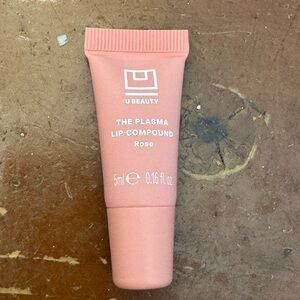 U BEAUTY
THE PLASMA
LIP COMPOUND
Rose
5ml ℮ 0.16 fl. oz